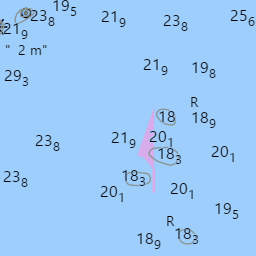 19₅
23₈ 21₉ 23₈ 25₆
21₉
" 2 m"
21₉ 19₈
29₃
R
18 18₉
23₈ 21₉ 20₁
18₃ 20₁
23₈ 18₃
20₁ 20₁
19₅
R
18₉ 18₃